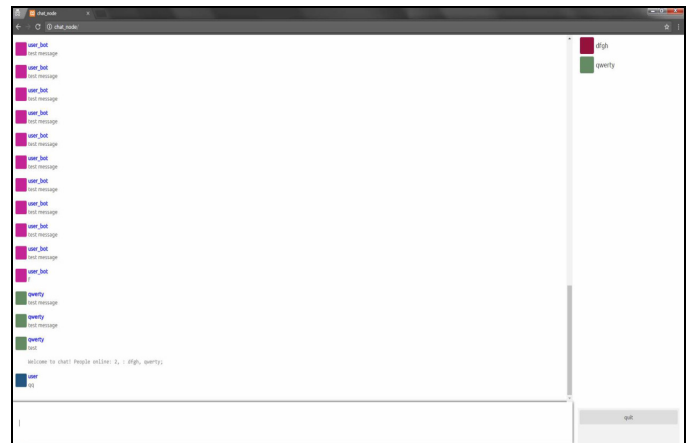 chat_node
chat_node/
user_bot
test message
user_bot
test message
user_bot
test message
user_bot
test message
user_bot
test message
user_bot
test message
user_bot
test message
user_bot
test message
user_bot
test message
user_bot
test message
user_bot
f
qwerty
test message
qwerty
test message
qwerty
test
Welcome to chat! People online: 2, : dfgh, qwerty;
user
qq
dfgh
qwerty
quit